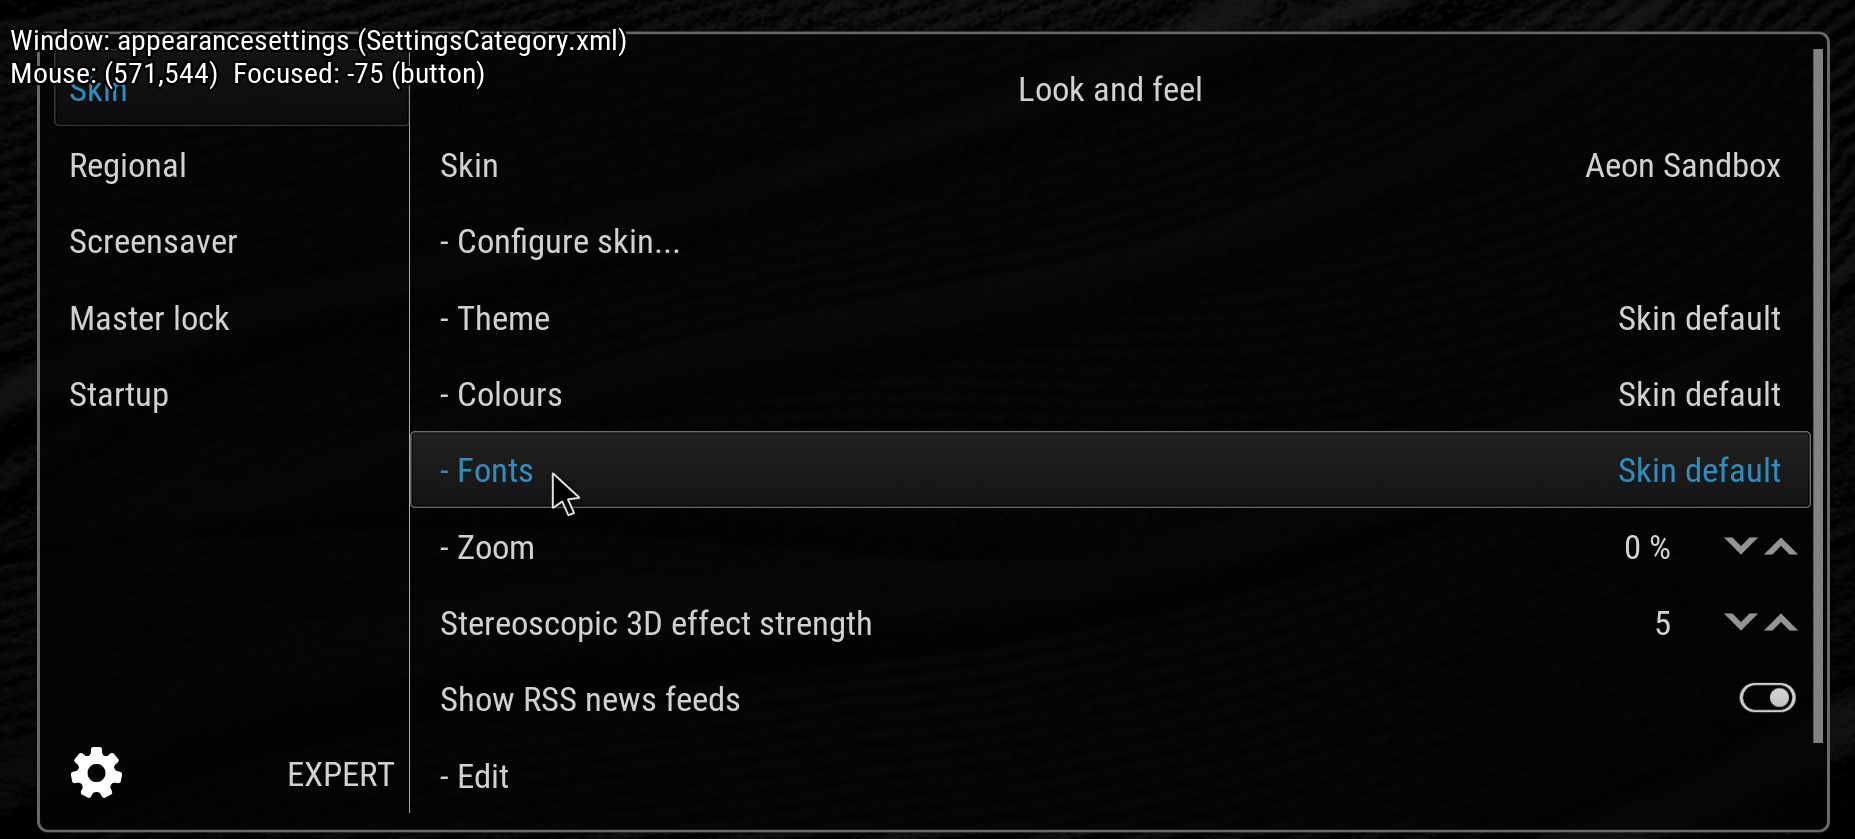 Window: appearancesettings (SettingsCategory.xml)
Mouse: (571,544) Focused: -75 (button)
Skin
Look and feel
Regional
Skin
Aeon Sandbox
Screensaver
- Configure skin...
Master lock
- Theme
Skin default
Startup
- Colours
Skin default
- Fonts
Skin default
- Zoom
0 %
Stereoscopic 3D effect strength
5
Show RSS news feeds
EXPERT
- Edit